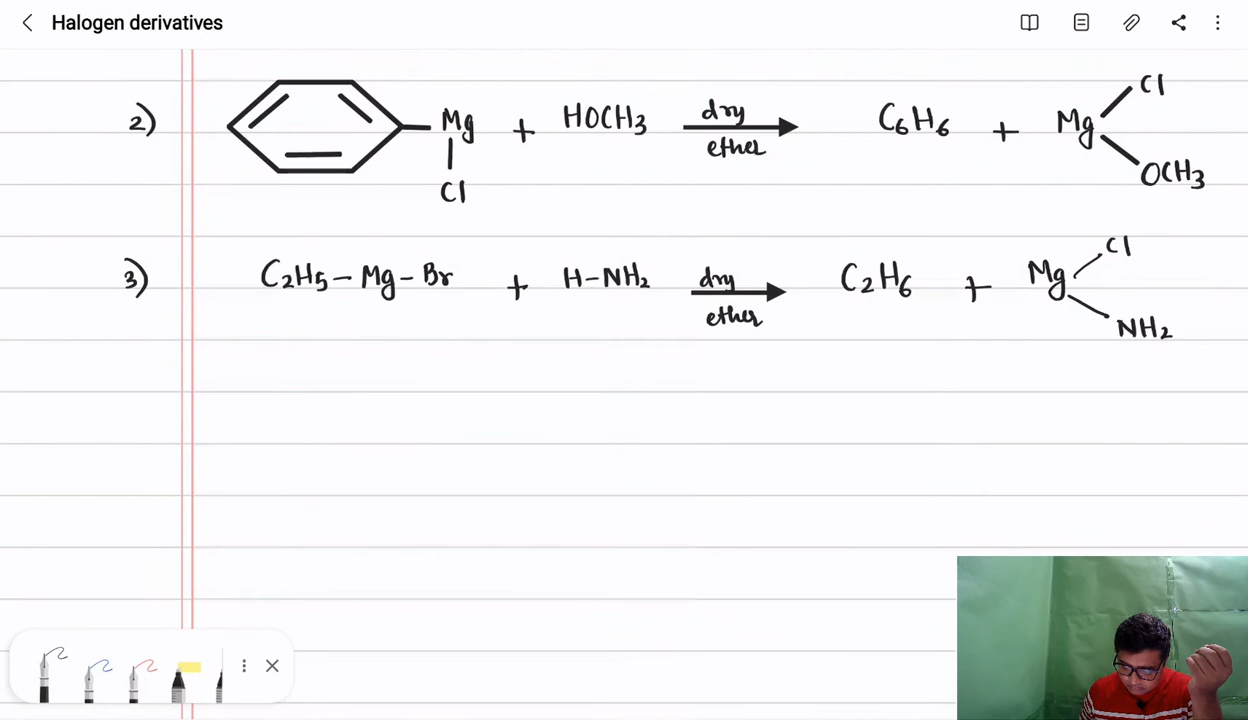 Halogen derivatives
2) Mg + HOCH3 dry ether C6H6 + Mg Cl
Cl OCH3
3) C2H5 - Mg - Br + H-NH2 dry ether C2H6 + Mg Cl
NH2